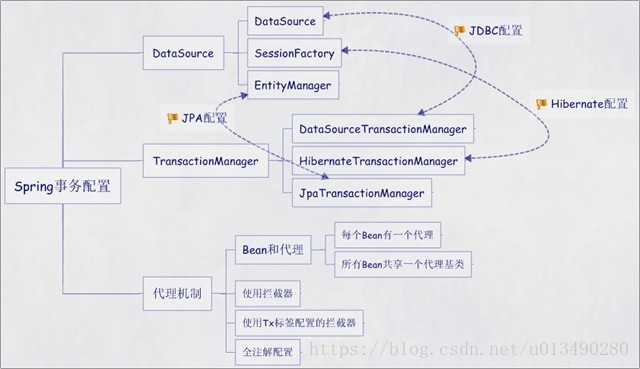 DataSource
JDBC配置
DataSource
SessionFactory
EntityManager
Hibernate配置
JPA配置
DataSourceTransactionManager
TransactionManager
HibernateTransactionManager
Spring事务配置
JpaTransactionManager
每个Bean有一个代理
Bean和代理
所有Bean共享一个代理基类
代理机制
使用拦截器
使用Tx标签配置的拦截器
全注解配置
https://blog.csdn.net/u013490280